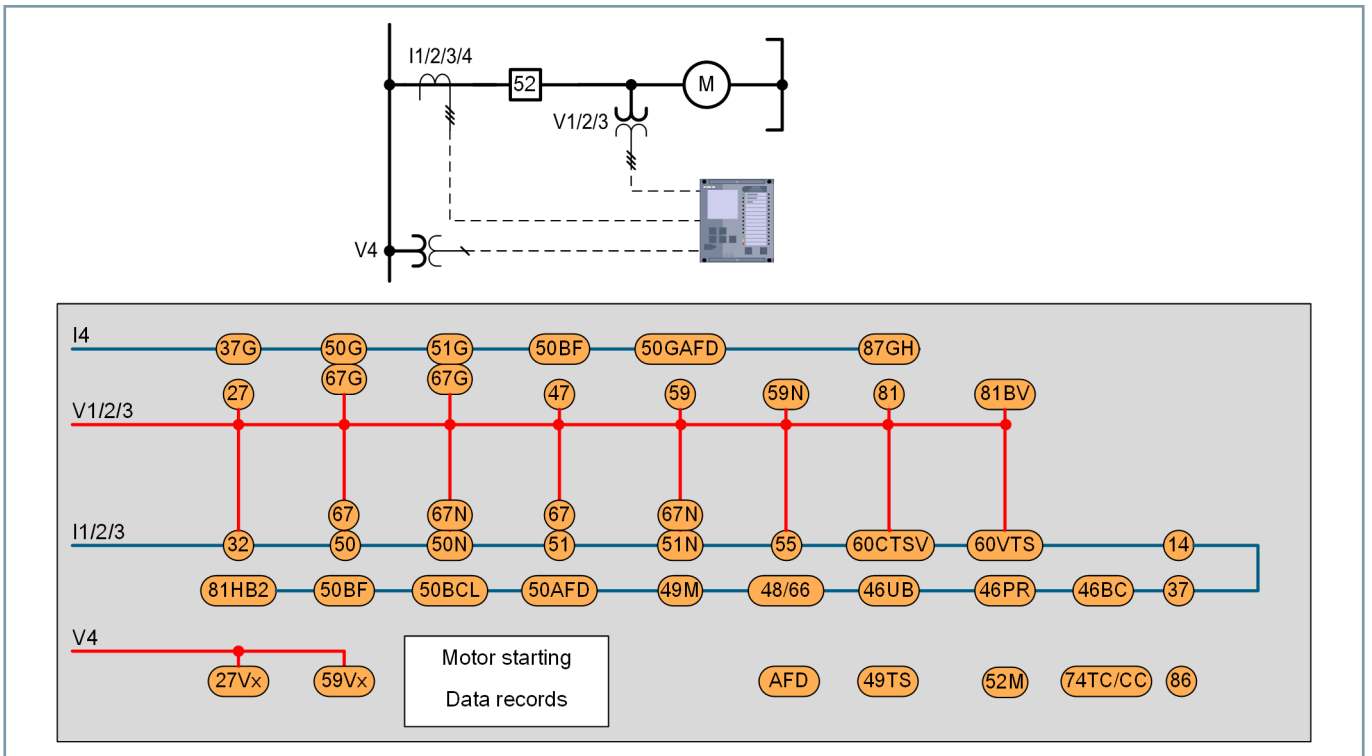 I1/2/3/4
52
M
V1/2/3
V4
I4
37G 50G 51G 50BF 50GAFD 87GH
67G 67G
27 47 59 59N 81 81BV
V1/2/3
67 67N 67 67N
I1/2/3
32 50 50N 51 51N 55 60CTSV 60VTS 14
81HB2 50BF 50BCL 50AFD 49M 48/66 46UB 46PR 46BC 37
V4
27Vx 59Vx
Motor starting
Data records
AFD 49TS 52M 74TC/CC 86